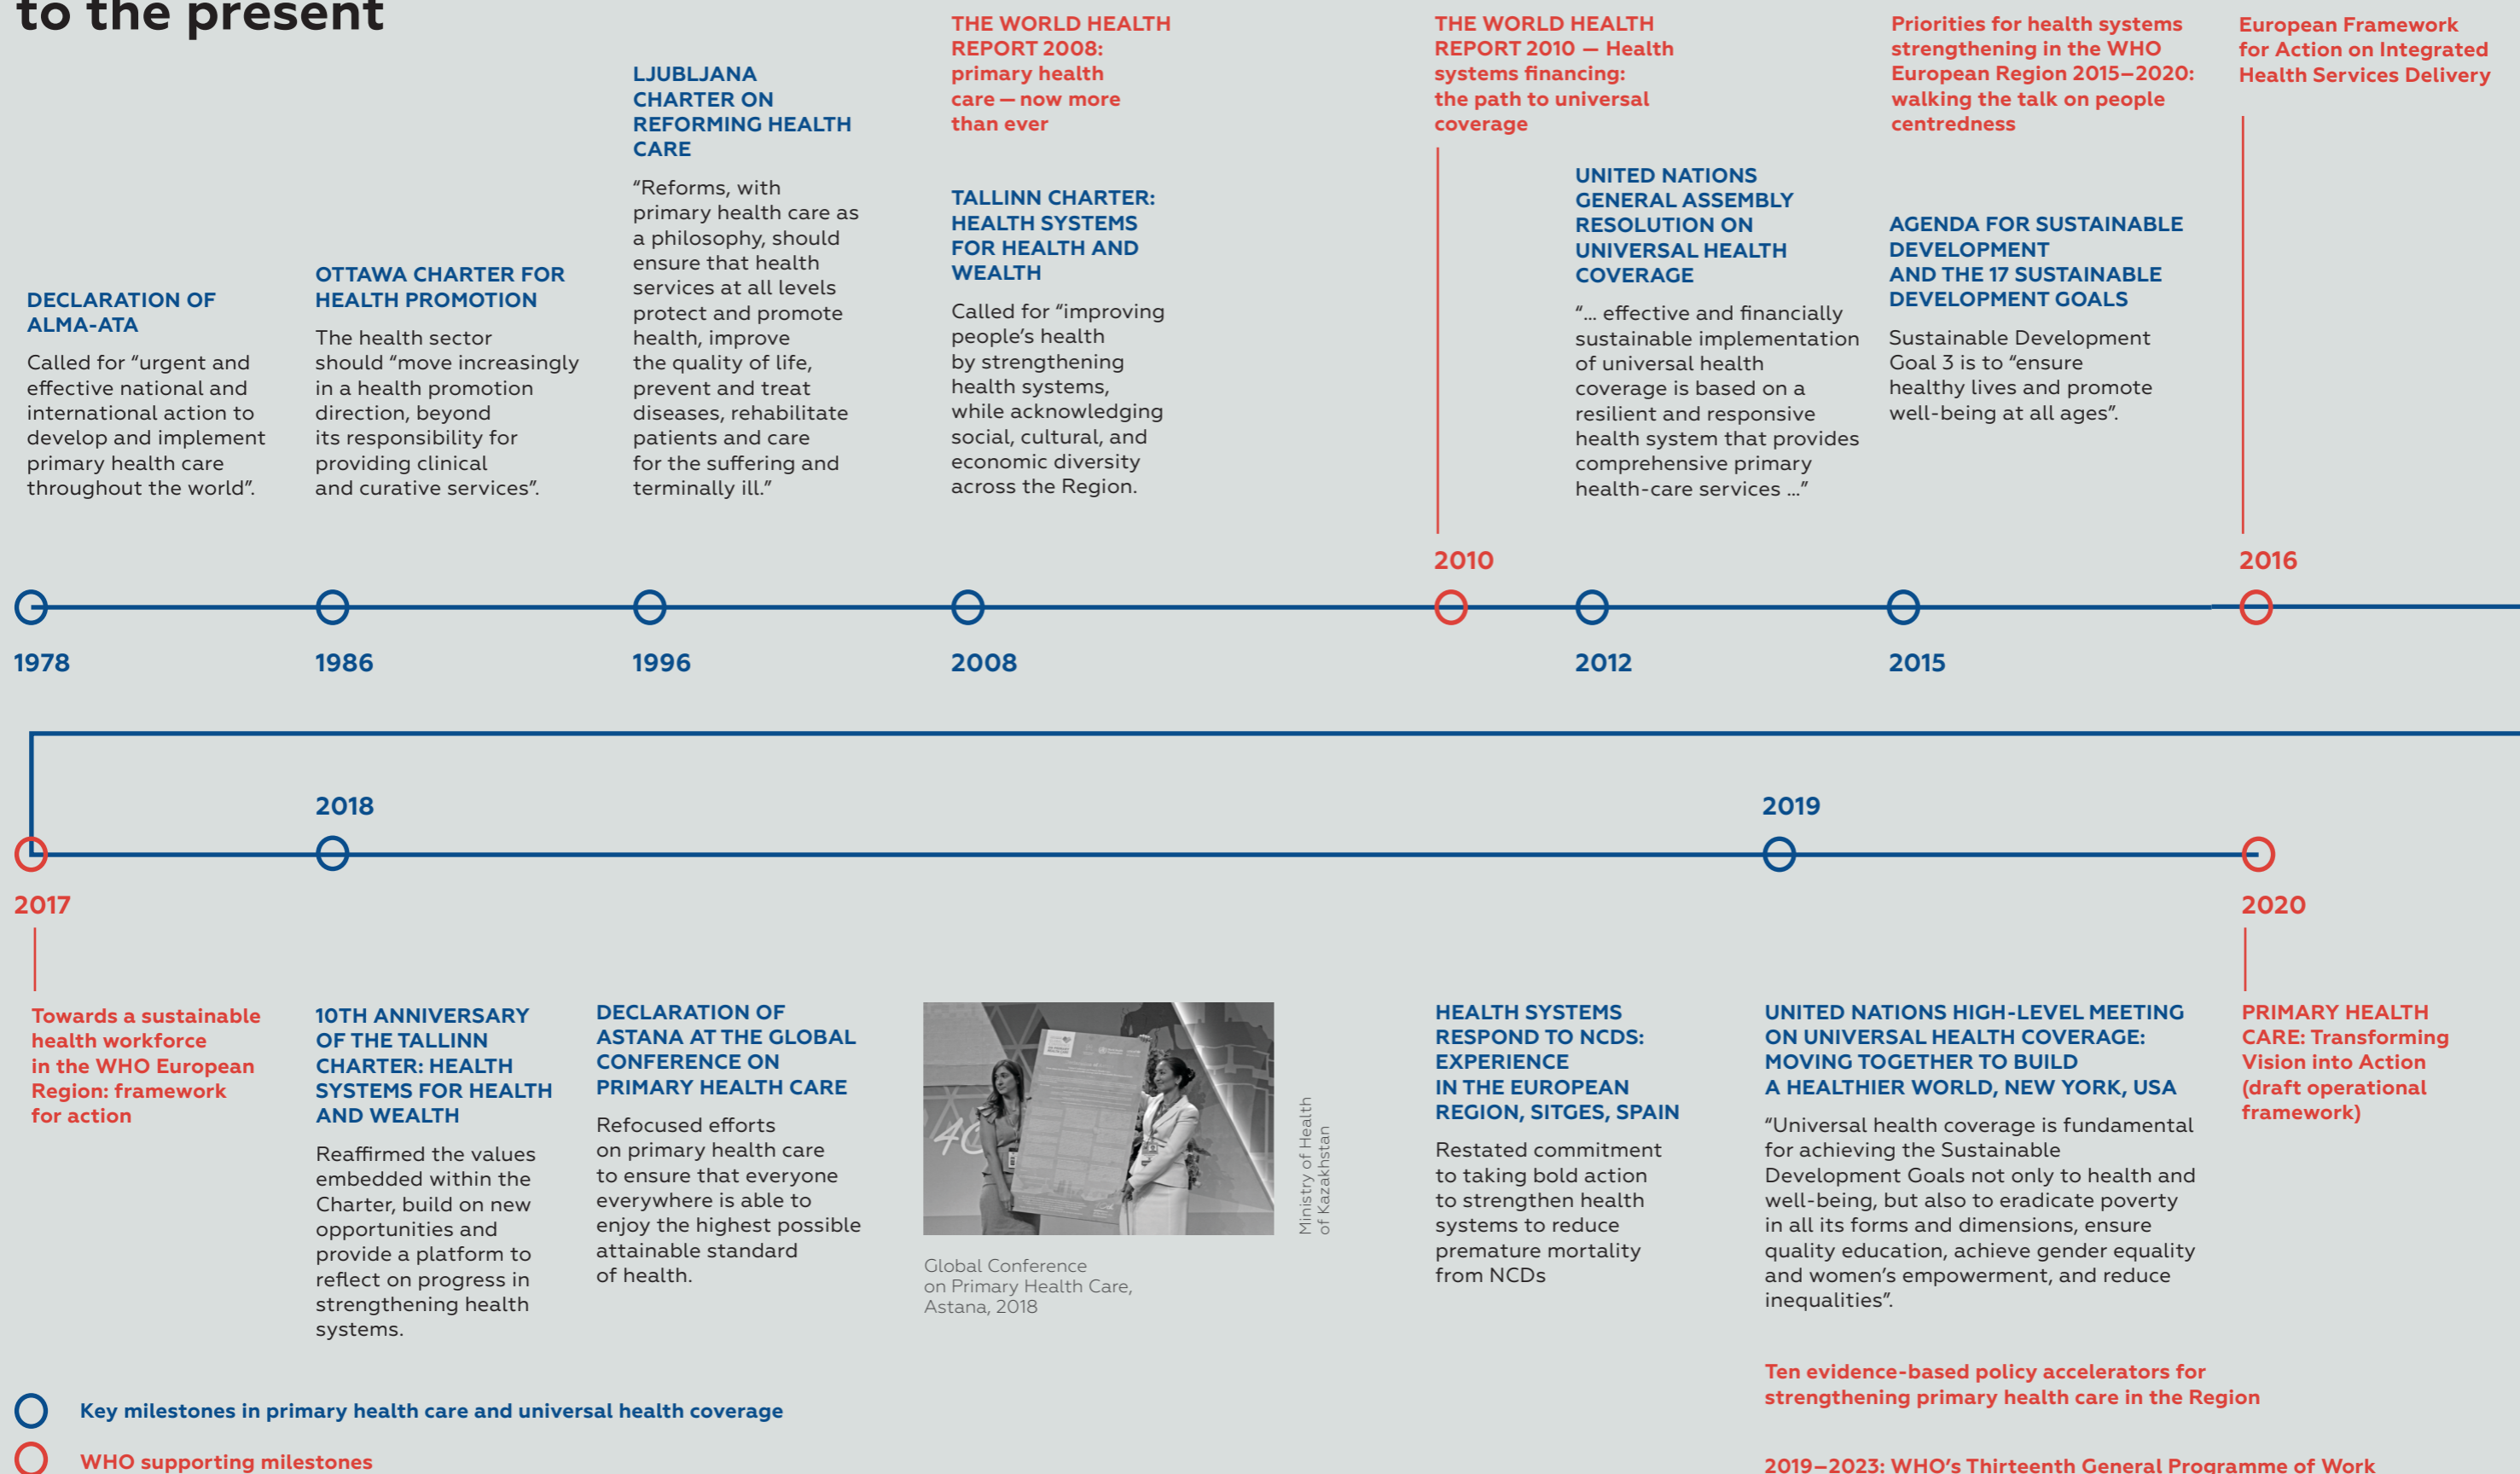 to the present
DECLARATION OF
ALMA-ATA
Called for “urgent and
effective national and
international action to
develop and implement
primary health care
throughout the world”.
OTTAWA CHARTER FOR
HEALTH PROMOTION
The health sector
should “move increasingly
in a health promotion
direction, beyond
its responsibility for
providing clinical
and curative services”.
LJUBLJANA
CHARTER ON
REFORMING HEALTH
CARE
“Reforms, with
primary health care as
a philosophy, should
ensure that health
services at all levels
protect and promote
health, improve
the quality of life,
prevent and treat
diseases, rehabilitate
patients and care
for the suffering and
terminally ill.”
THE WORLD HEALTH
REPORT 2008:
primary health
care — now more
than ever
TALLINN CHARTER:
HEALTH SYSTEMS
FOR HEALTH AND
WEALTH
Called for “improving
people’s health
by strengthening
health systems,
while acknowledging
social, cultural, and
economic diversity
across the Region.
THE WORLD HEALTH
REPORT 2010 — Health
systems financing:
the path to universal
coverage
UNITED NATIONS
GENERAL ASSEMBLY
RESOLUTION ON
UNIVERSAL HEALTH
COVERAGE
“... effective and financially
sustainable implementation
of universal health
coverage is based on a
resilient and responsive
health system that provides
comprehensive primary
health-care services ...”
Priorities for health systems
strengthening in the WHO
European Region 2015–2020:
walking the talk on people
centredness
AGENDA FOR SUSTAINABLE
DEVELOPMENT
AND THE 17 SUSTAINABLE
DEVELOPMENT GOALS
Sustainable Development
Goal 3 is to “ensure
healthy lives and promote
well-being at all ages”.
European Framework
for Action on Integrated
Health Services Delivery
2010
2016
1978
1986
1996
2008
2012
2015
2018
2019
2017
2020
Towards a sustainable
health workforce
in the WHO European
Region: framework
for action
10TH ANNIVERSARY
OF THE TALLINN
CHARTER: HEALTH
SYSTEMS FOR HEALTH
AND WEALTH
Reaffirmed the values
embedded within the
Charter, build on new
opportunities and
provide a platform to
reflect on progress in
strengthening health
systems.
DECLARATION OF
ASTANA AT THE GLOBAL
CONFERENCE ON
PRIMARY HEALTH CARE
Refocused efforts
on primary health care
to ensure that everyone
everywhere is able to
enjoy the highest possible
attainable standard
of health.
40
Ministry of Health
of Kazakhstan
Global Conference
on Primary Health Care,
Astana, 2018
HEALTH SYSTEMS
RESPOND TO NCDS:
EXPERIENCE
IN THE EUROPEAN
REGION, SITGES, SPAIN
Restated commitment
to taking bold action
to strengthen health
systems to reduce
premature mortality
from NCDs
UNITED NATIONS HIGH-LEVEL MEETING
ON UNIVERSAL HEALTH COVERAGE:
MOVING TOGETHER TO BUILD
A HEALTHIER WORLD, NEW YORK, USA
“Universal health coverage is fundamental
for achieving the Sustainable
Development Goals not only to health and
well-being, but also to eradicate poverty
in all its forms and dimensions, ensure
quality education, achieve gender equality
and women’s empowerment, and reduce
inequalities”.
Ten evidence-based policy accelerators for
strengthening primary health care in the Region
2019–2023: WHO’s Thirteenth General Programme of Work
PRIMARY HEALTH
CARE: Transforming
Vision into Action
(draft operational
framework)
Key milestones in primary health care and universal health coverage
WHO supporting milestones